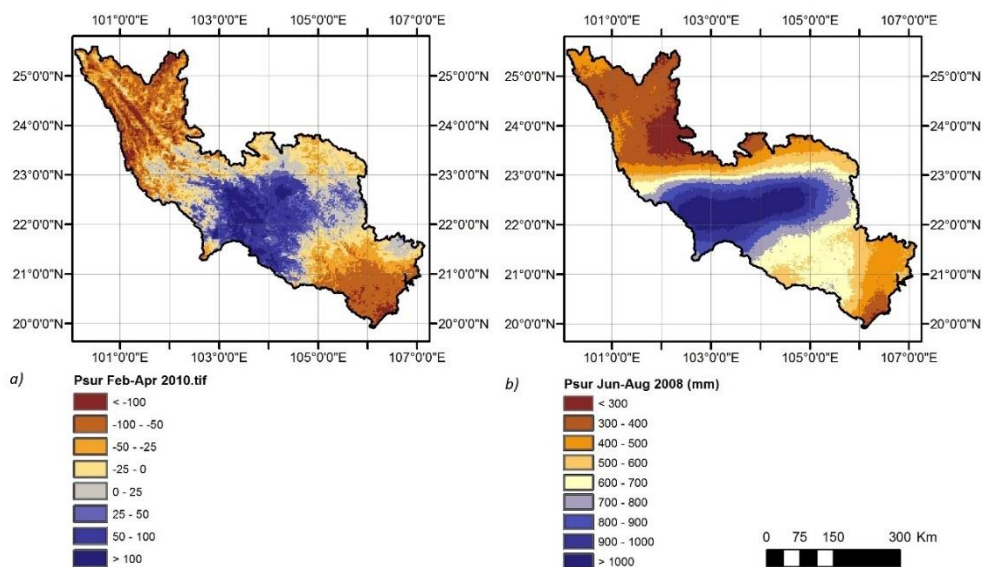 101°0'0"E 103°0'0"E 105°0'0"E 107°0'0"E
25°0'0"N 25°0'0"N
24°0'0"N 24°0'0"N
23°0'0"N 23°0'0"N
22°0'0"N 22°0'0"N
21°0'0"N 21°0'0"N
20°0'0"N 20°0'0"N
101°0'0"E 103°0'0"E 105°0'0"E 107°0'0"E
a) Psur Feb-Apr 2010.tif
< -100
-100 - -50
-50 - -25
-25 - 0
0 - 25
25 - 50
50 - 100
> 100
101°0'0"E 103°0'0"E 105°0'0"E 107°0'0"E
25°0'0"N 25°0'0"N
24°0'0"N 24°0'0"N
23°0'0"N 23°0'0"N
22°0'0"N 22°0'0"N
21°0'0"N 21°0'0"N
20°0'0"N 20°0'0"N
101°0'0"E 103°0'0"E 105°0'0"E 107°0'0"E
b) Psur Jun-Aug 2008 (mm)
< 300
300 - 400
400 - 500
500 - 600
600 - 700
700 - 800
800 - 900
900 - 1000
> 1000
0 75 150 300 Km